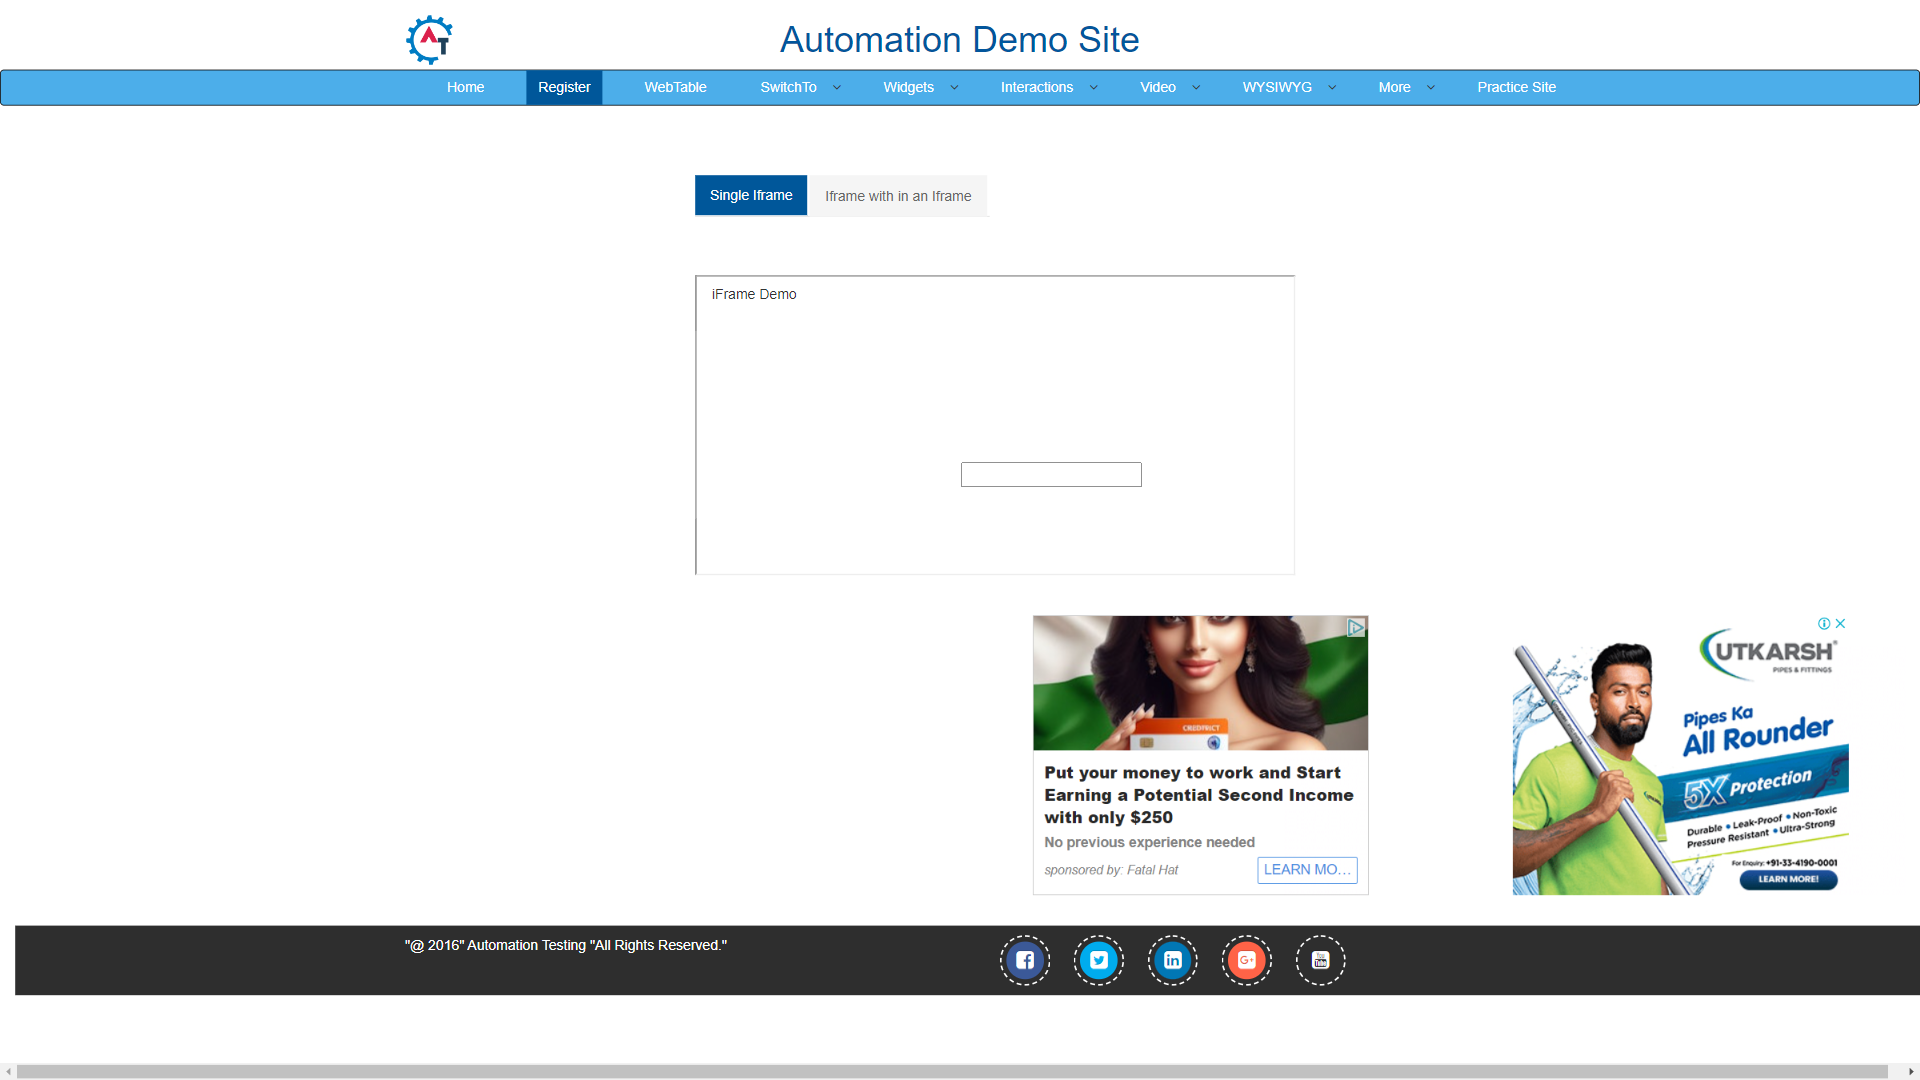 AT
Automation Demo Site
Home Register WebTable SwitchTo Widgets Interactions Video WYSIWYG More Practice Site
Single Iframe Iframe with in an Iframe
iFrame Demo
CREDITRICT
Put your money to work and Start
Earning a Potential Second Income
with only $250
No previous experience needed
sponsored by: Fatal Hat LEARN MO...
UTKARSH
PIPES & FITTINGS
Pipes Ka
All Rounder
5X Protection
Durable • Leak-Proof • Non-Toxic
Pressure Resistant • Ultra-Strong
For Enquiry: +91-33-4190-0001
LEARN MORE!
"@ 2016" Automation Testing "All Rights Reserved."
You
Tube